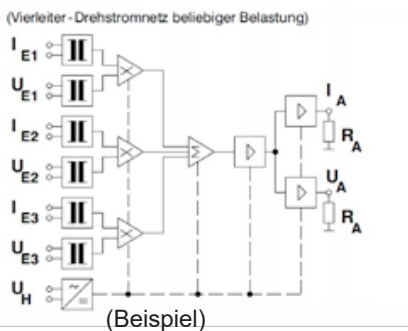 (Vierleiter-Drehstromnetz beliebiger Belastung)
I E1
U E1
I E2
U E2
I E3
U E3
U H
I A
R A
U A
R A
Σ
~
=
(Beispiel)